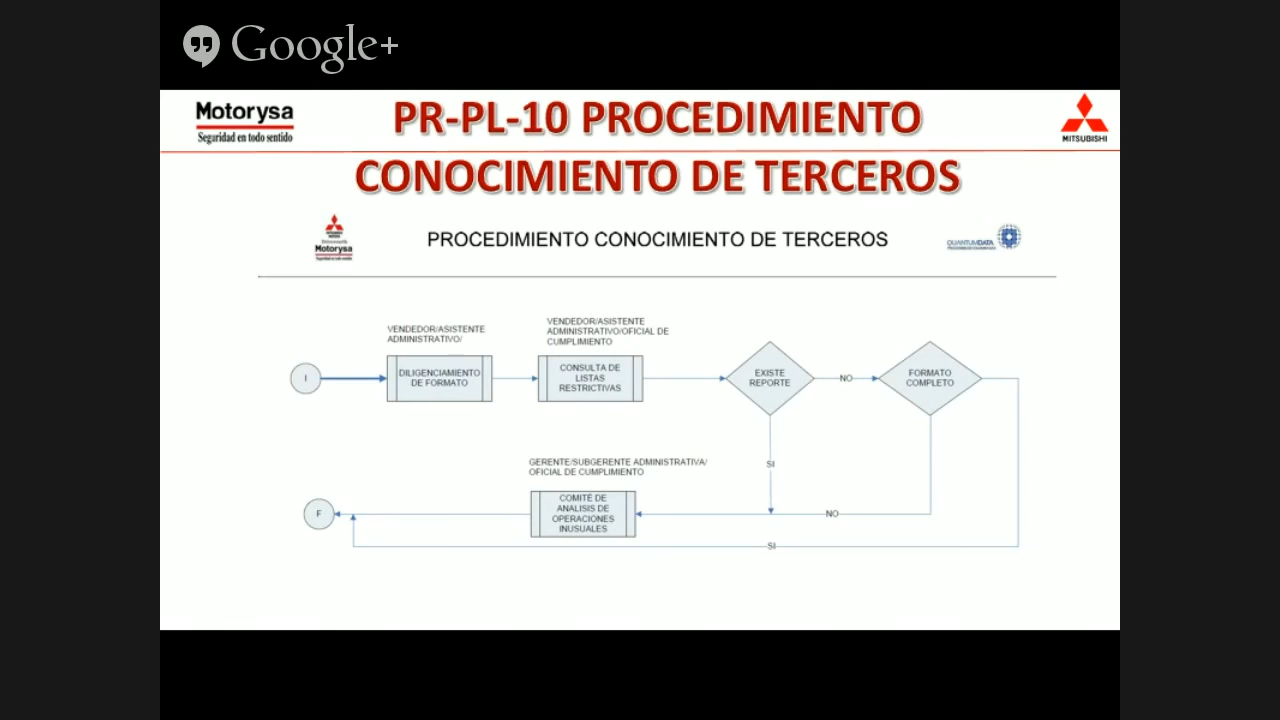 Google+
Motorysa
Seguridad en todo sentido
PR-PL-10 PROCEDIMIENTO
CONOCIMIENTO DE TERCEROS
MITSUBISHI
Motorysa
PROCEDIMIENTO CONOCIMIENTO DE TERCEROS
QUANTUMDATA
VENDEDOR/ASISTENTE
ADMINISTRATIVO/
VENDEDOR/ASISTENTE
ADMINISTRATIVO/OFICIAL DE
CUMPLIMIENTO
I
DILIGENCIAMIENTO
DE FORMATO
CONSULTA DE
LISTAS
RESTRICTIVAS
EXISTE
REPORTE
NO
FORMATO
COMPLETO
SI
GERENTE/SUBGERENTE ADMINISTRATIVA/
OFICIAL DE CUMPLIMIENTO
F
COMITÉ DE
ANALISIS DE
OPERACIONES
INUSUALES
NO
SI